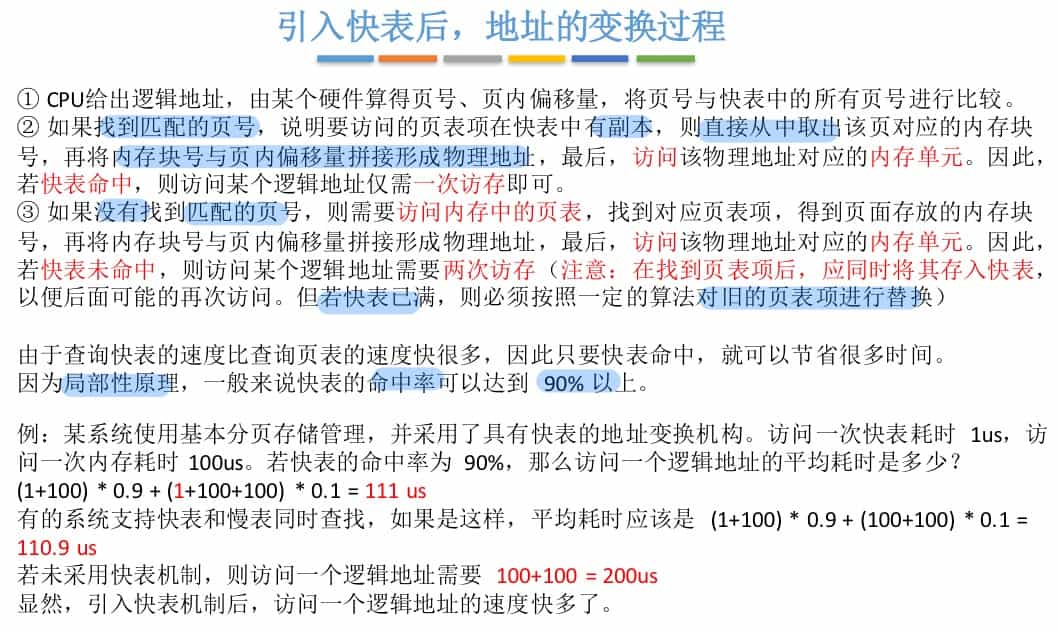 引入快表后，地址的变换过程
① CPU给出逻辑地址，由某个硬件算得页号、页内偏移量，将页号与快表中的所有页号进行比较。
② 如果找到匹配的页号，说明要访问的页表项在快表中有副本，则直接从中取出该页对应的内存块
号，再将内存块号与页内偏移量拼接形成物理地址，最后，访问该物理地址对应的内存单元。因此，
若快表命中，则访问某个逻辑地址仅需一次访存即可。
③ 如果没有找到匹配的页号，则需要访问内存中的页表，找到对应页表项，得到页面存放的内存块
号，再将内存块号与页内偏移量拼接形成物理地址，最后，访问该物理地址对应的内存单元。因此，
若快表未命中，则访问某个逻辑地址需要两次访存（注意：在找到页表项后，应同时将其存入快表，
以便后面可能的再次访问。但若快表已满，则必须按照一定的算法对旧的页表项进行替换）
由于查询快表的速度比查询页表的速度快很多，因此只要快表命中，就可以节省很多时间。
因为局部性原理，一般来说快表的命中率可以达到 90% 以上。
例：某系统使用基本分页存储管理，并采用了具有快表的地址变换机构。访问一次快表耗时 1us，访
问一次内存耗时 100us。若快表的命中率为 90%，那么访问一个逻辑地址的平均耗时是多少？
(1+100) * 0.9 + (1+100+100) * 0.1 = 111 us
有的系统支持快表和慢表同时查找，如果是这样，平均耗时应该是 (1+100) * 0.9 + (100+100) * 0.1 =
110.9 us
若未采用快表机制，则访问一个逻辑地址需要 100+100 = 200us
显然，引入快表机制后，访问一个逻辑地址的速度快多了。